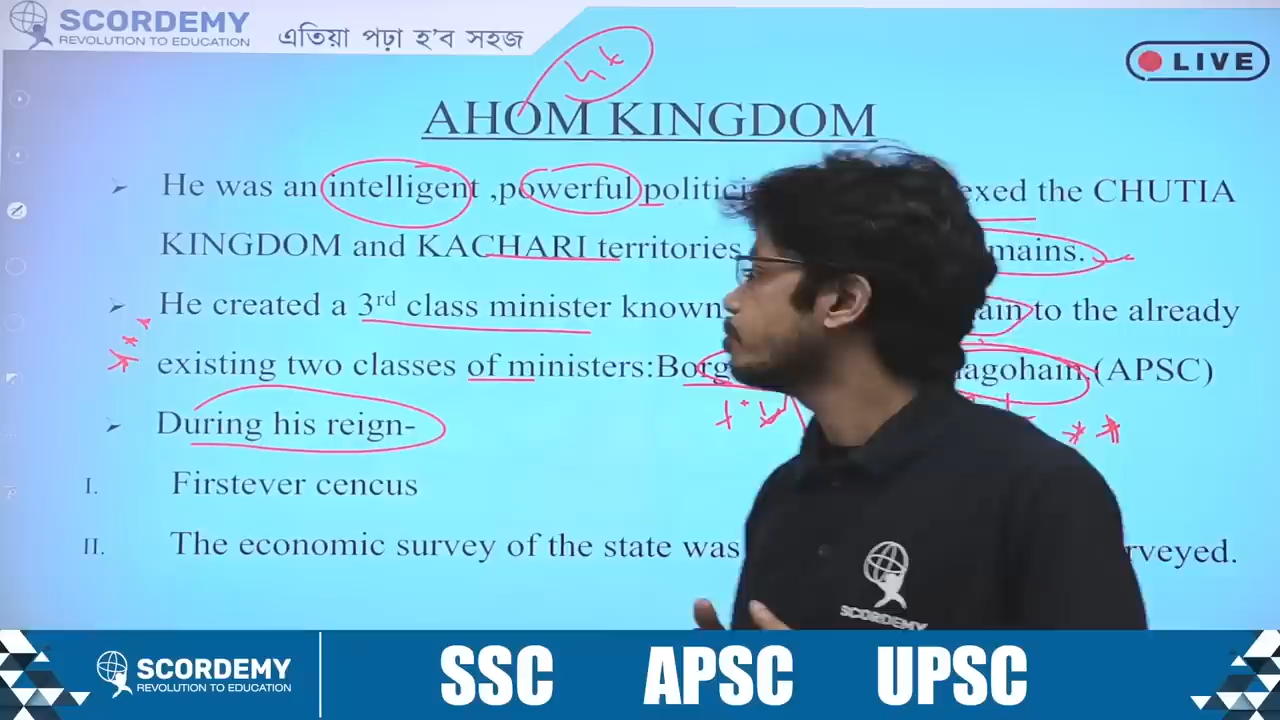 SCORDEMY
REVOLUTION TO EDUCATION
এতিয়া পঢ়া হ'ব সহজ
LIVE
AHOM KINGDOM
He was an intelligent ,powerful politici exed the CHUTIA
KINGDOM and KACHARI territories mains.
He created a 3rd class minister known ain to the already
existing two classes of ministers:Borg agohain.(APSC)
During his reign-
I. Firstever cencus
II. The economic survey of the state was rveyed.
SCORDEMY
SCORDEMY
REVOLUTION TO EDUCATION
SSC APSC UPSC